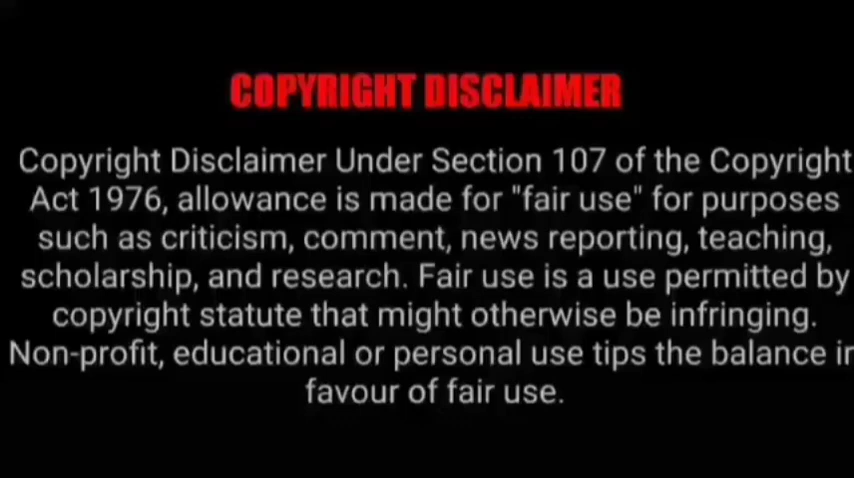 COPYRIGHT DISCLAIMER
Copyright Disclaimer Under Section 107 of the Copyright
Act 1976, allowance is made for "fair use" for purposes
such as criticism, comment, news reporting, teaching,
scholarship, and research. Fair use is a use permitted by
copyright statute that might otherwise be infringing.
Non-profit, educational or personal use tips the balance in
favour of fair use.